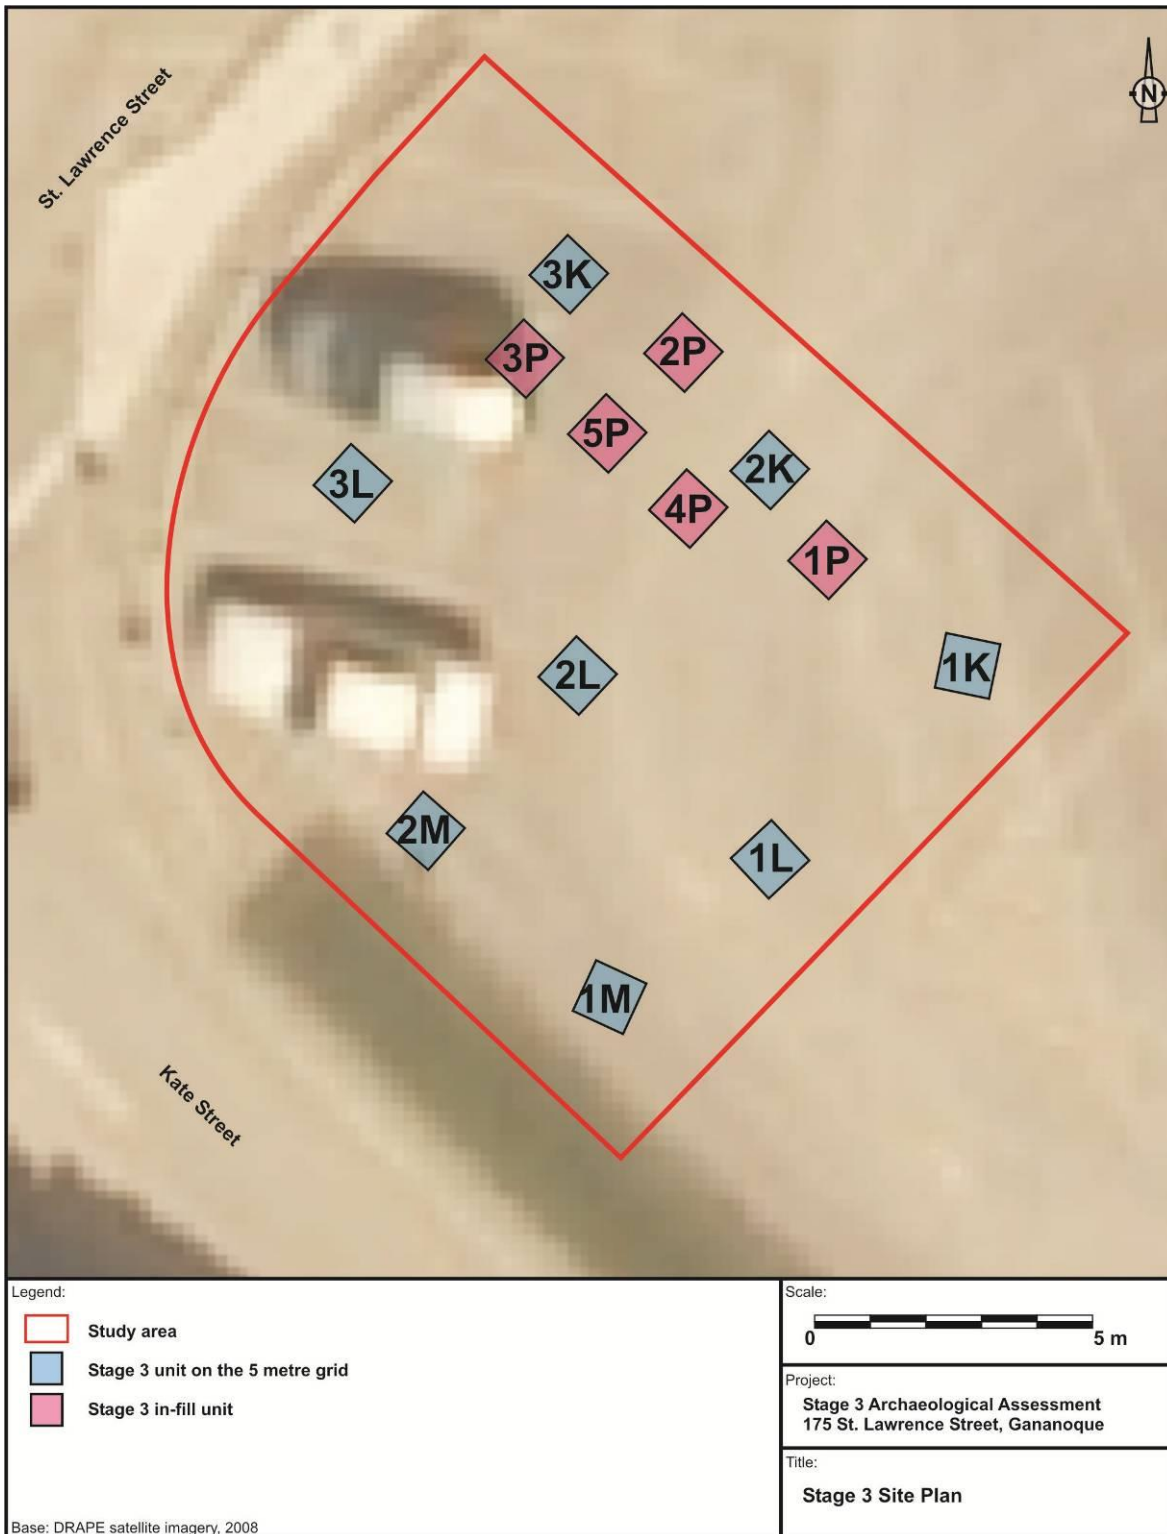 St. Lawrence Street
N
3K
3P
2P
5P
3L
2K
4P
1P
2L
1K
2M
1L
1M
Kate Street
Legend:
Study area
Stage 3 unit on the 5 metre grid
Stage 3 in-fill unit
Base: DRAPE satellite imagery, 2008
Scale:
0 5 m
Project:
Stage 3 Archaeological Assessment
175 St. Lawrence Street, Gananoque
Title:
Stage 3 Site Plan